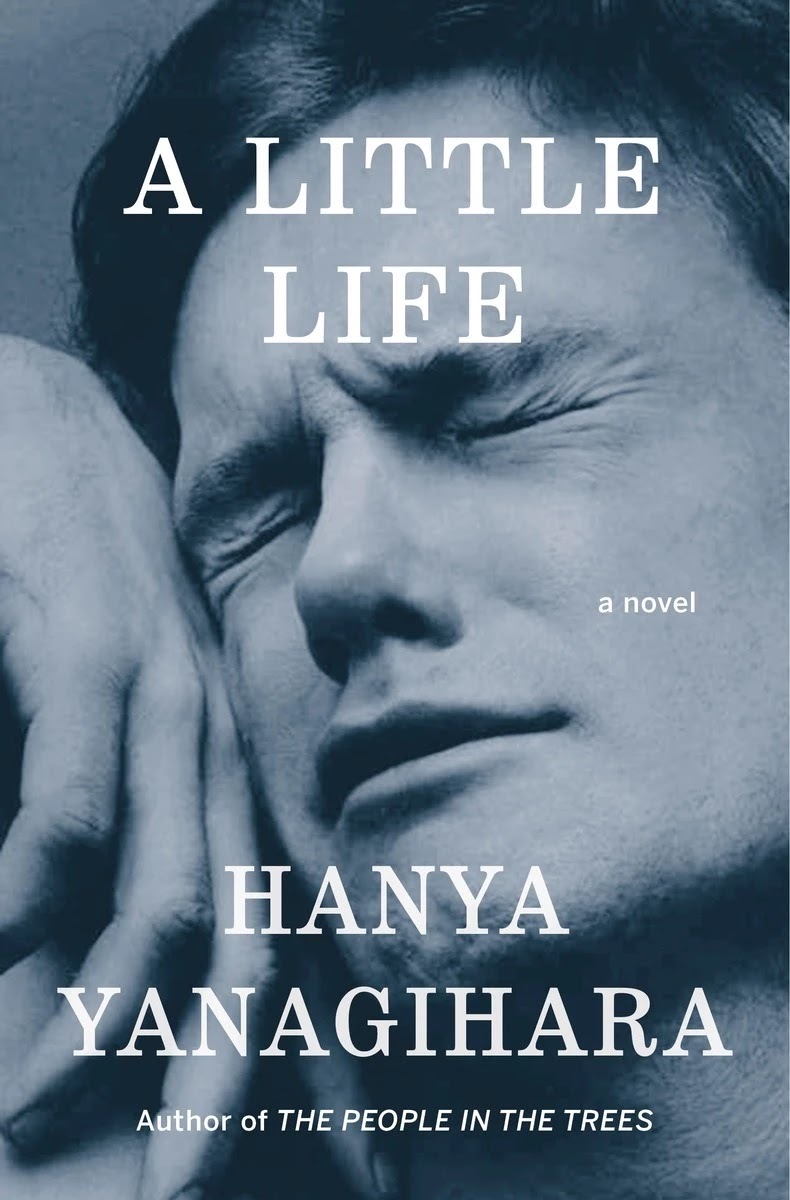 A LITTLE
LIFE
a novel
HANYA
YANAGIHARA
Author of THE PEOPLE IN THE TREES